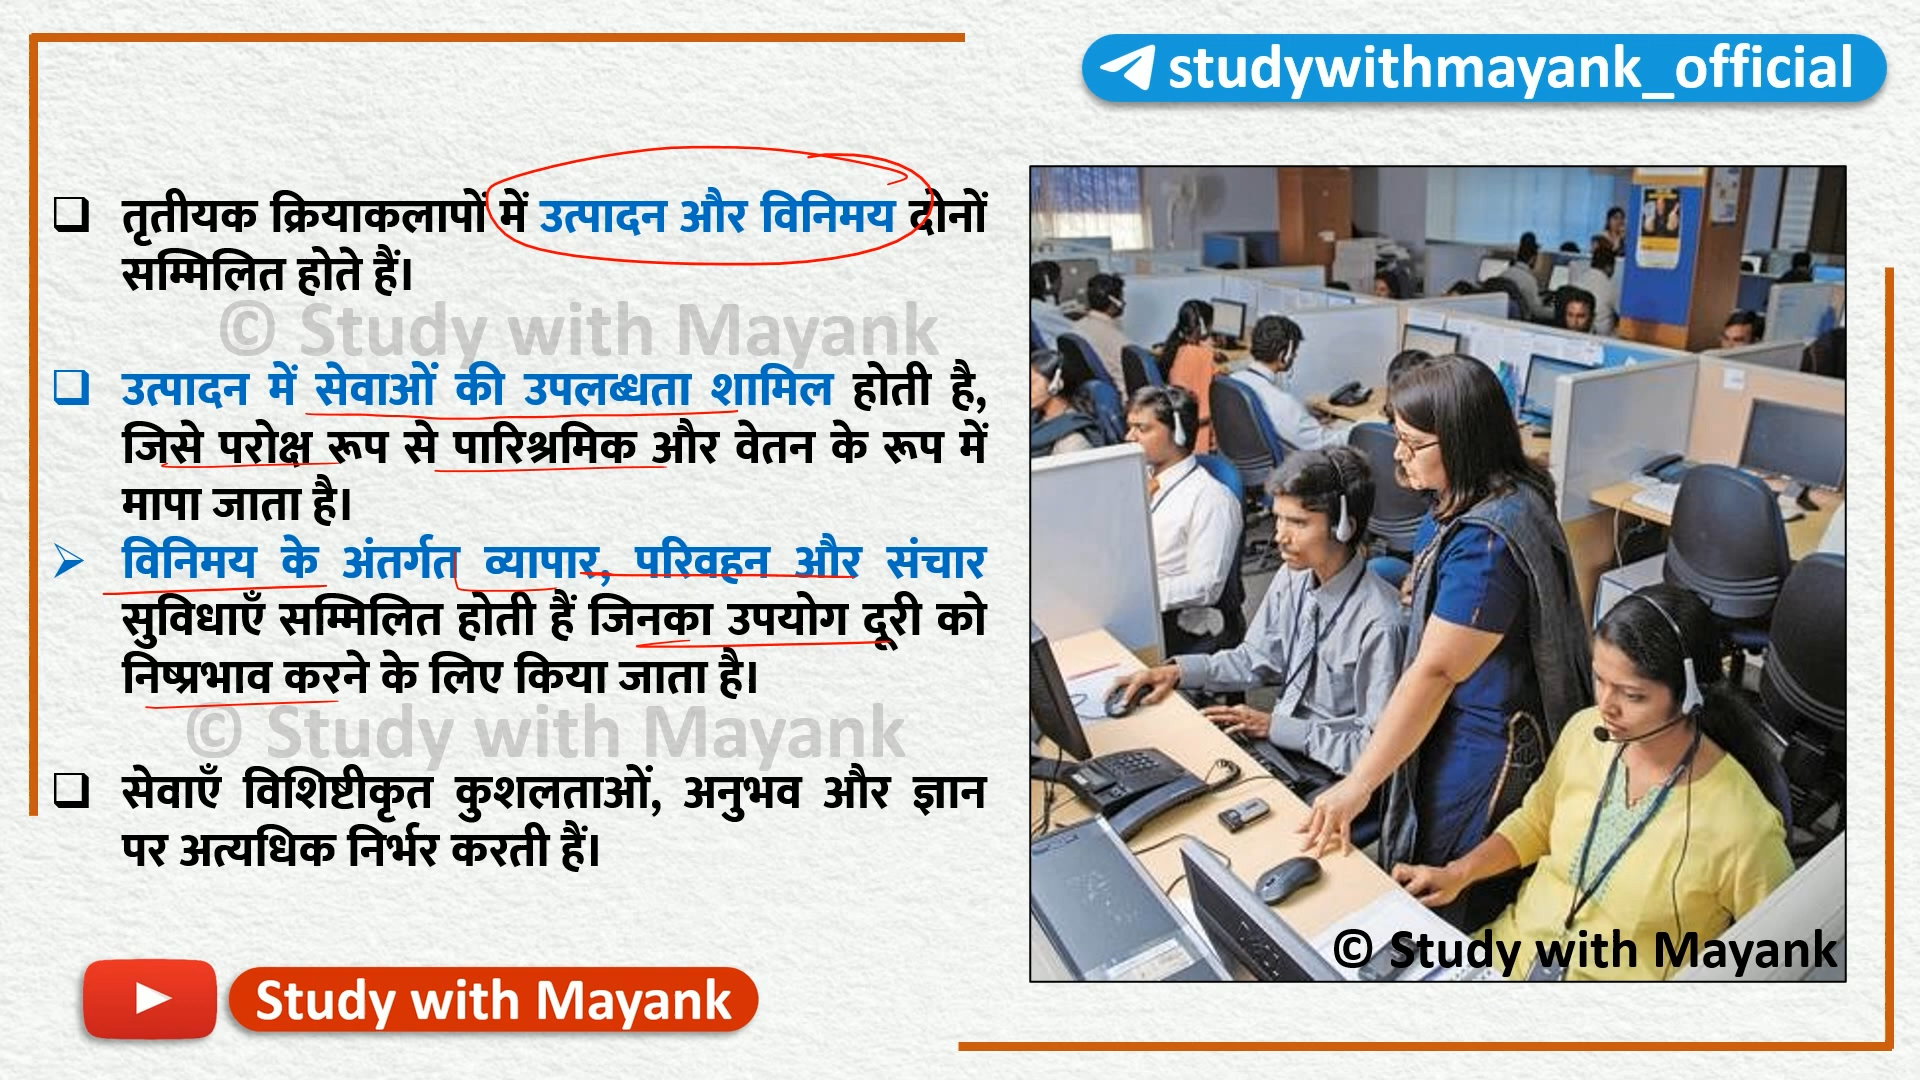 studywithmayank_official
तृतीयक क्रियाकलापों में उत्पादन और विनिमय दोनों
सम्मिलित होते हैं।
© Study with Mayank
उत्पादन में सेवाओं की उपलब्धता शामिल होती है,
जिसे परोक्ष रूप से पारिश्रमिक और वेतन के रूप में
मापा जाता है।
विनिमय के अंतर्गत व्यापार, परिवहन और संचार
सुविधाएँ सम्मिलित होती हैं जिनका उपयोग दूरी को
निष्प्रभाव करने के लिए किया जाता है।
© Study with Mayank
सेवाएँ विशिष्टीकृत कुशलताओं, अनुभव और ज्ञान
पर अत्यधिक निर्भर करती हैं।
© Study with Mayank
Study with Mayank